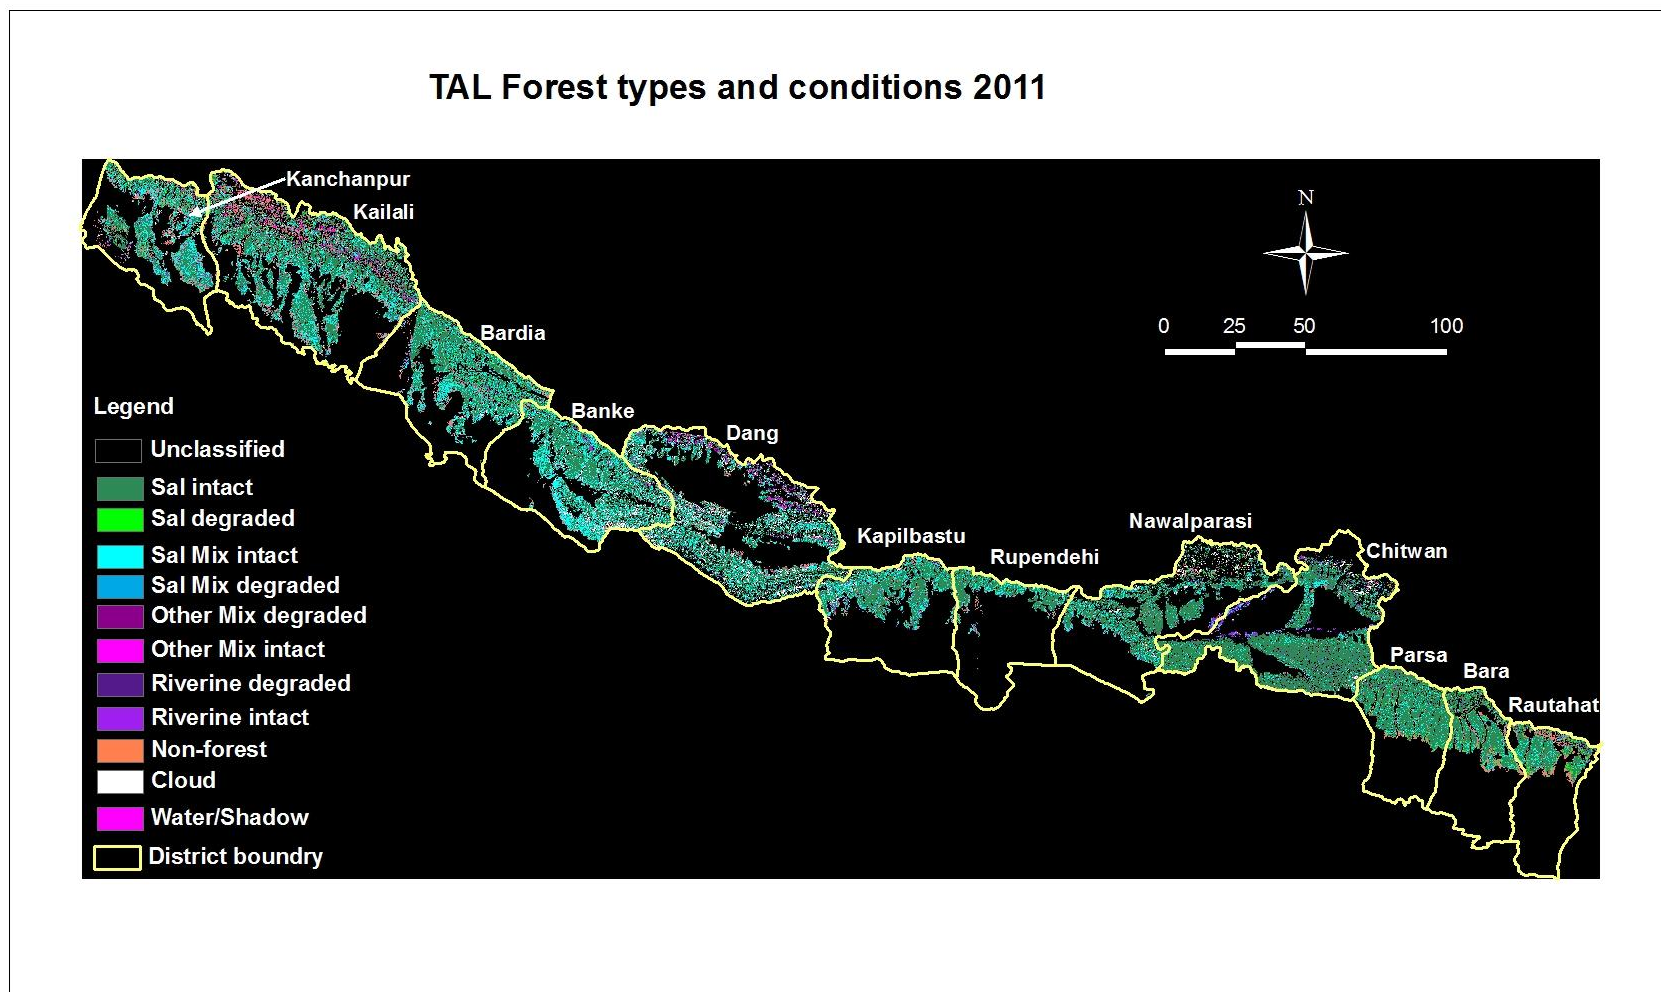 TAL Forest types and conditions 2011
Kanchanpur
Kailali
N
0 25 50 100
Bardia
Banke
Dang
Kapilbastu
Rupendehi
Nawalparasi
Chitwan
Parsa
Bara
Rautahat
Legend
Unclassified
Sal intact
Sal degraded
Sal Mix intact
Sal Mix degraded
Other Mix degraded
Other Mix intact
Riverine degraded
Riverine intact
Non-forest
Cloud
Water/Shadow
District boundry